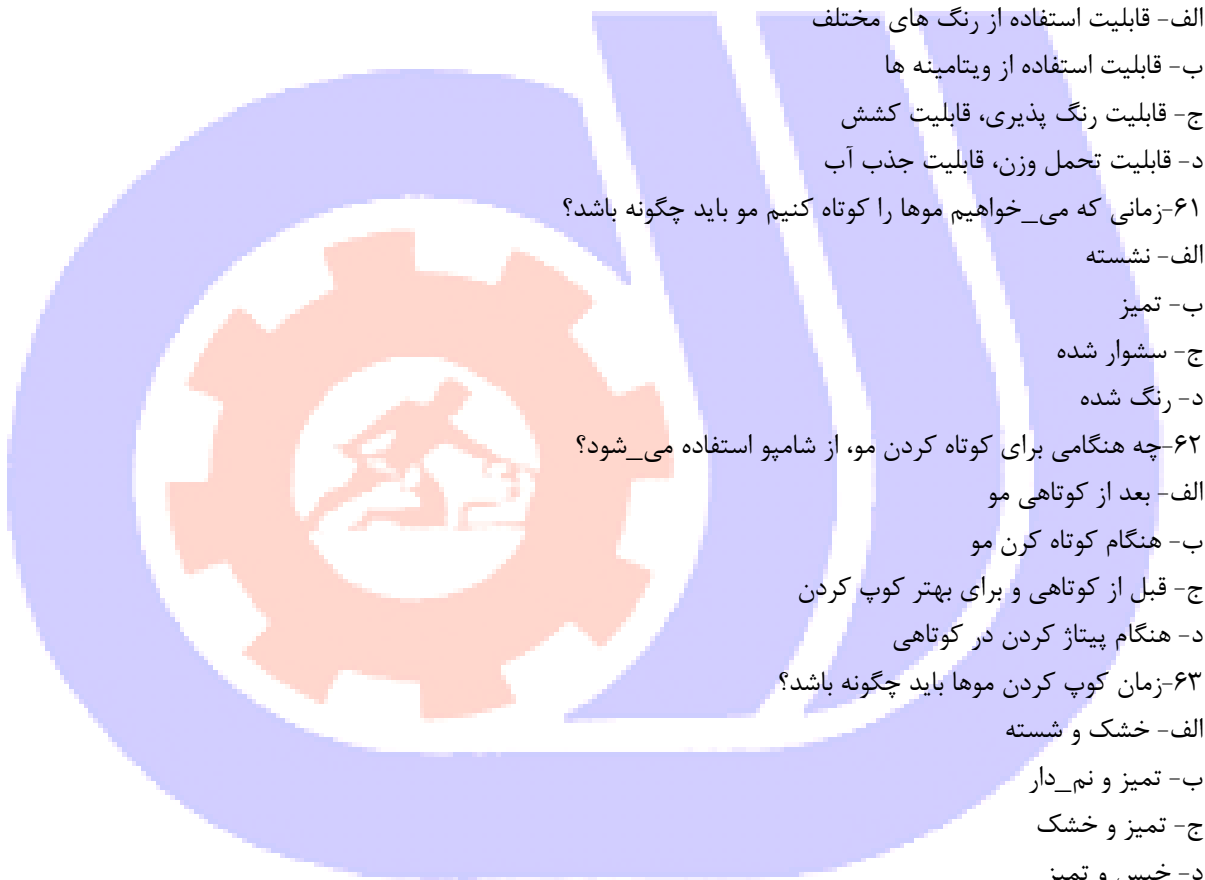 الف- قابلیت استفاده از رنگ های مختلف
ب- قابلیت استفاده از ویتامینه ها
ج- قابلیت رنگ پذیری، قابلیت کشش
د- قابلیت تحمل وزن، قابلیت جذب آب
۶۱-زمانی که می_خواهیم موها را کوتاه کنیم مو باید چگونه باشد؟
الف- نشسته
ب- تمیز
ج- سشوار شده
د- رنگ شده
۶۲-چه هنگامی برای کوتاه کردن مو، از شامپو استفاده می_شود؟
الف- بعد از کوتاهی مو
ب- هنگام کوتاه کرن مو
ج- قبل از کوتاهی و برای بهتر کوپ کردن
د- هنگام پیتاژ کردن در کوتاهی
۶۳-زمان کوپ کردن موها باید چگونه باشد؟
الف- خشک و شسته
ب- تمیز و نم_دار
ج- تمیز و خشک
د- خیس و تمیز